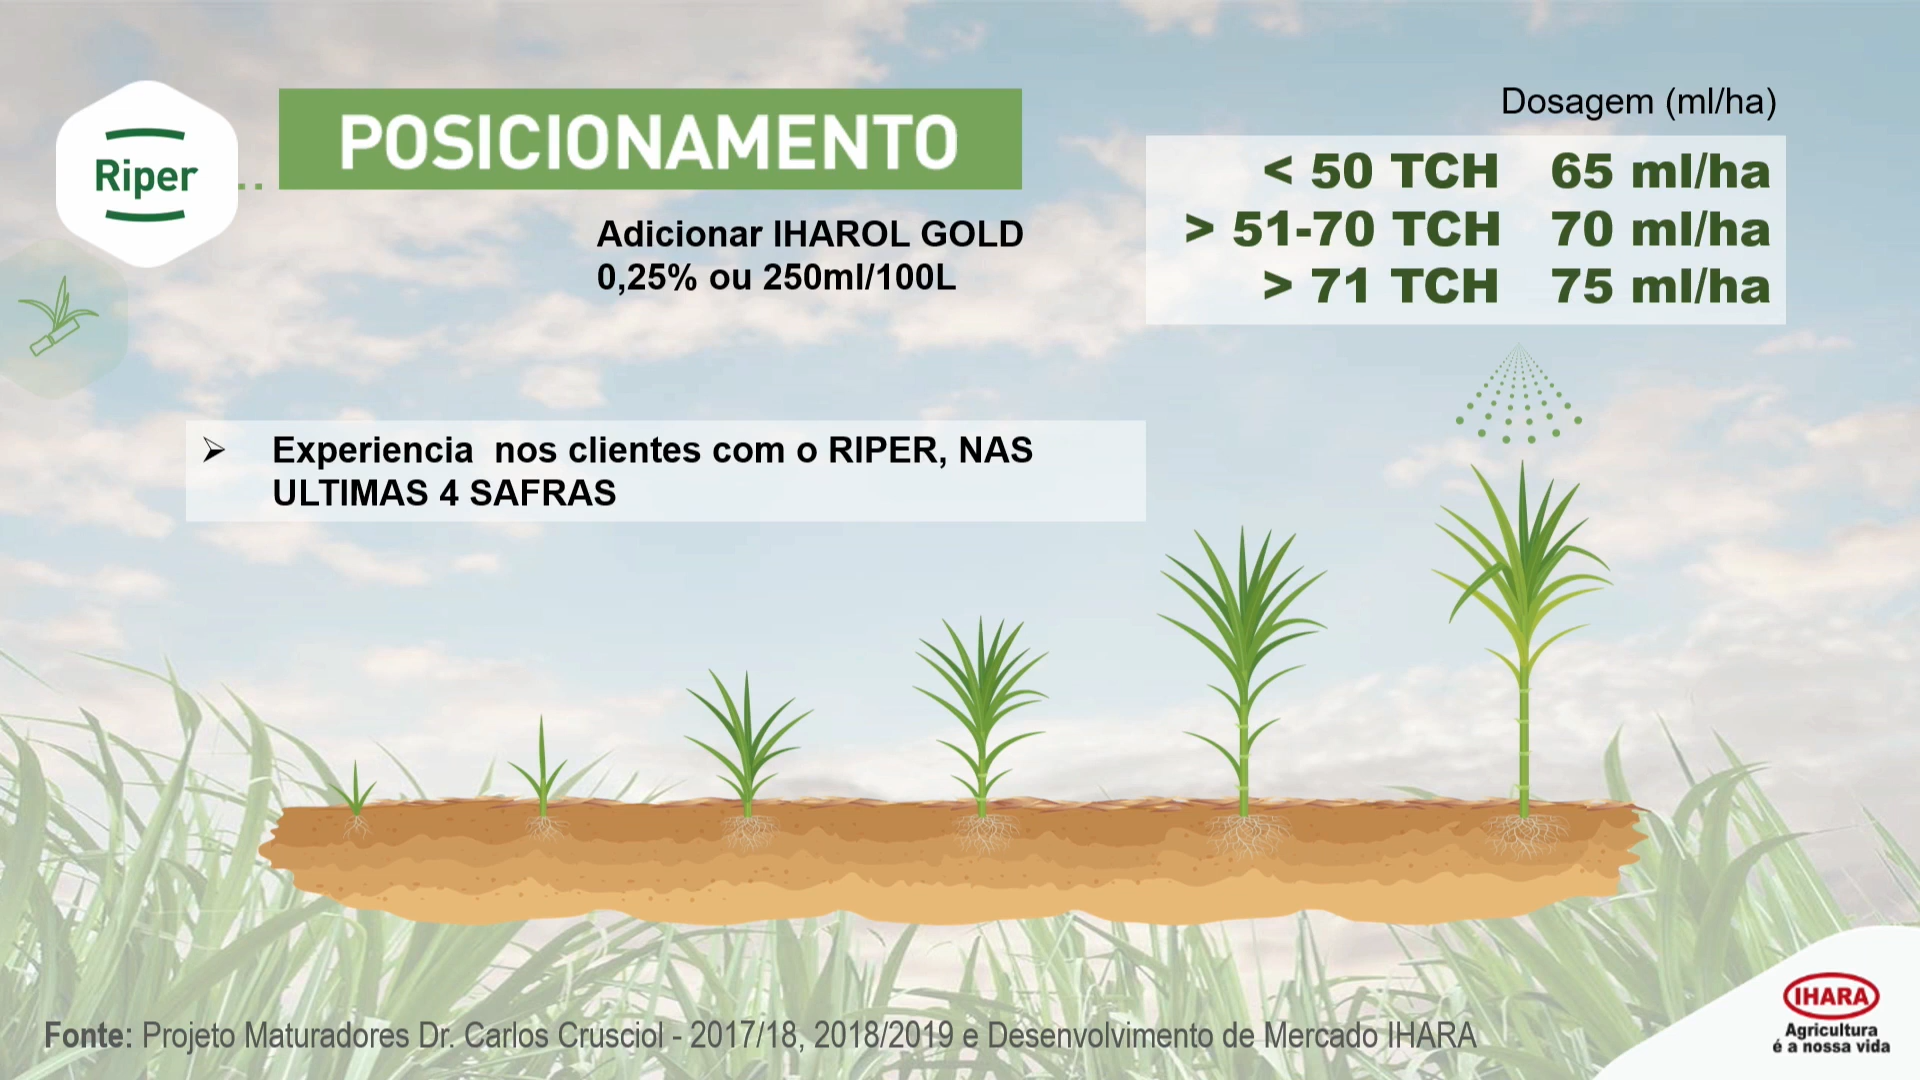 Riper
POSICIONAMENTO
Adicionar IHAROL GOLD
0,25% ou 250ml/100L
Dosagem (ml/ha)
< 50 TCH 65 ml/ha
> 51-70 TCH 70 ml/ha
> 71 TCH 75 ml/ha
➢ Experiencia nos clientes com o RIPER, NAS
ULTIMAS 4 SAFRAS
Fonte: Projeto Maturadores Dr. Carlos Crusciol - 2017/18, 2018/2019 e Desenvolvimento de Mercado IHARA
IHARA
Agricultura
é a nossa vida